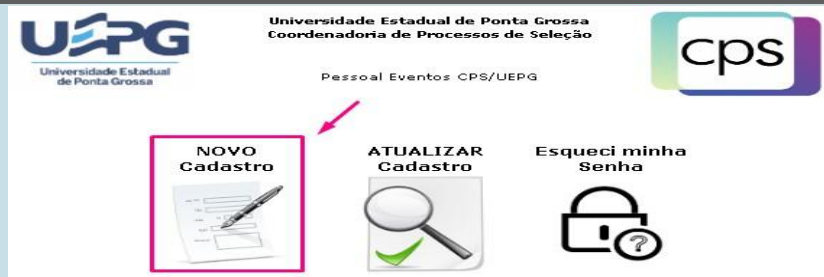 UEPG
Universidade Estadual
de Ponta Grossa
Universidade Estadual de Ponta Grossa
Coordenadoria de Processos de Seleção
Pessoal Eventos CPS/UEPG
cps
NOVO
Cadastro
ATUALIZAR
Cadastro
Esqueci minha
Senha
?